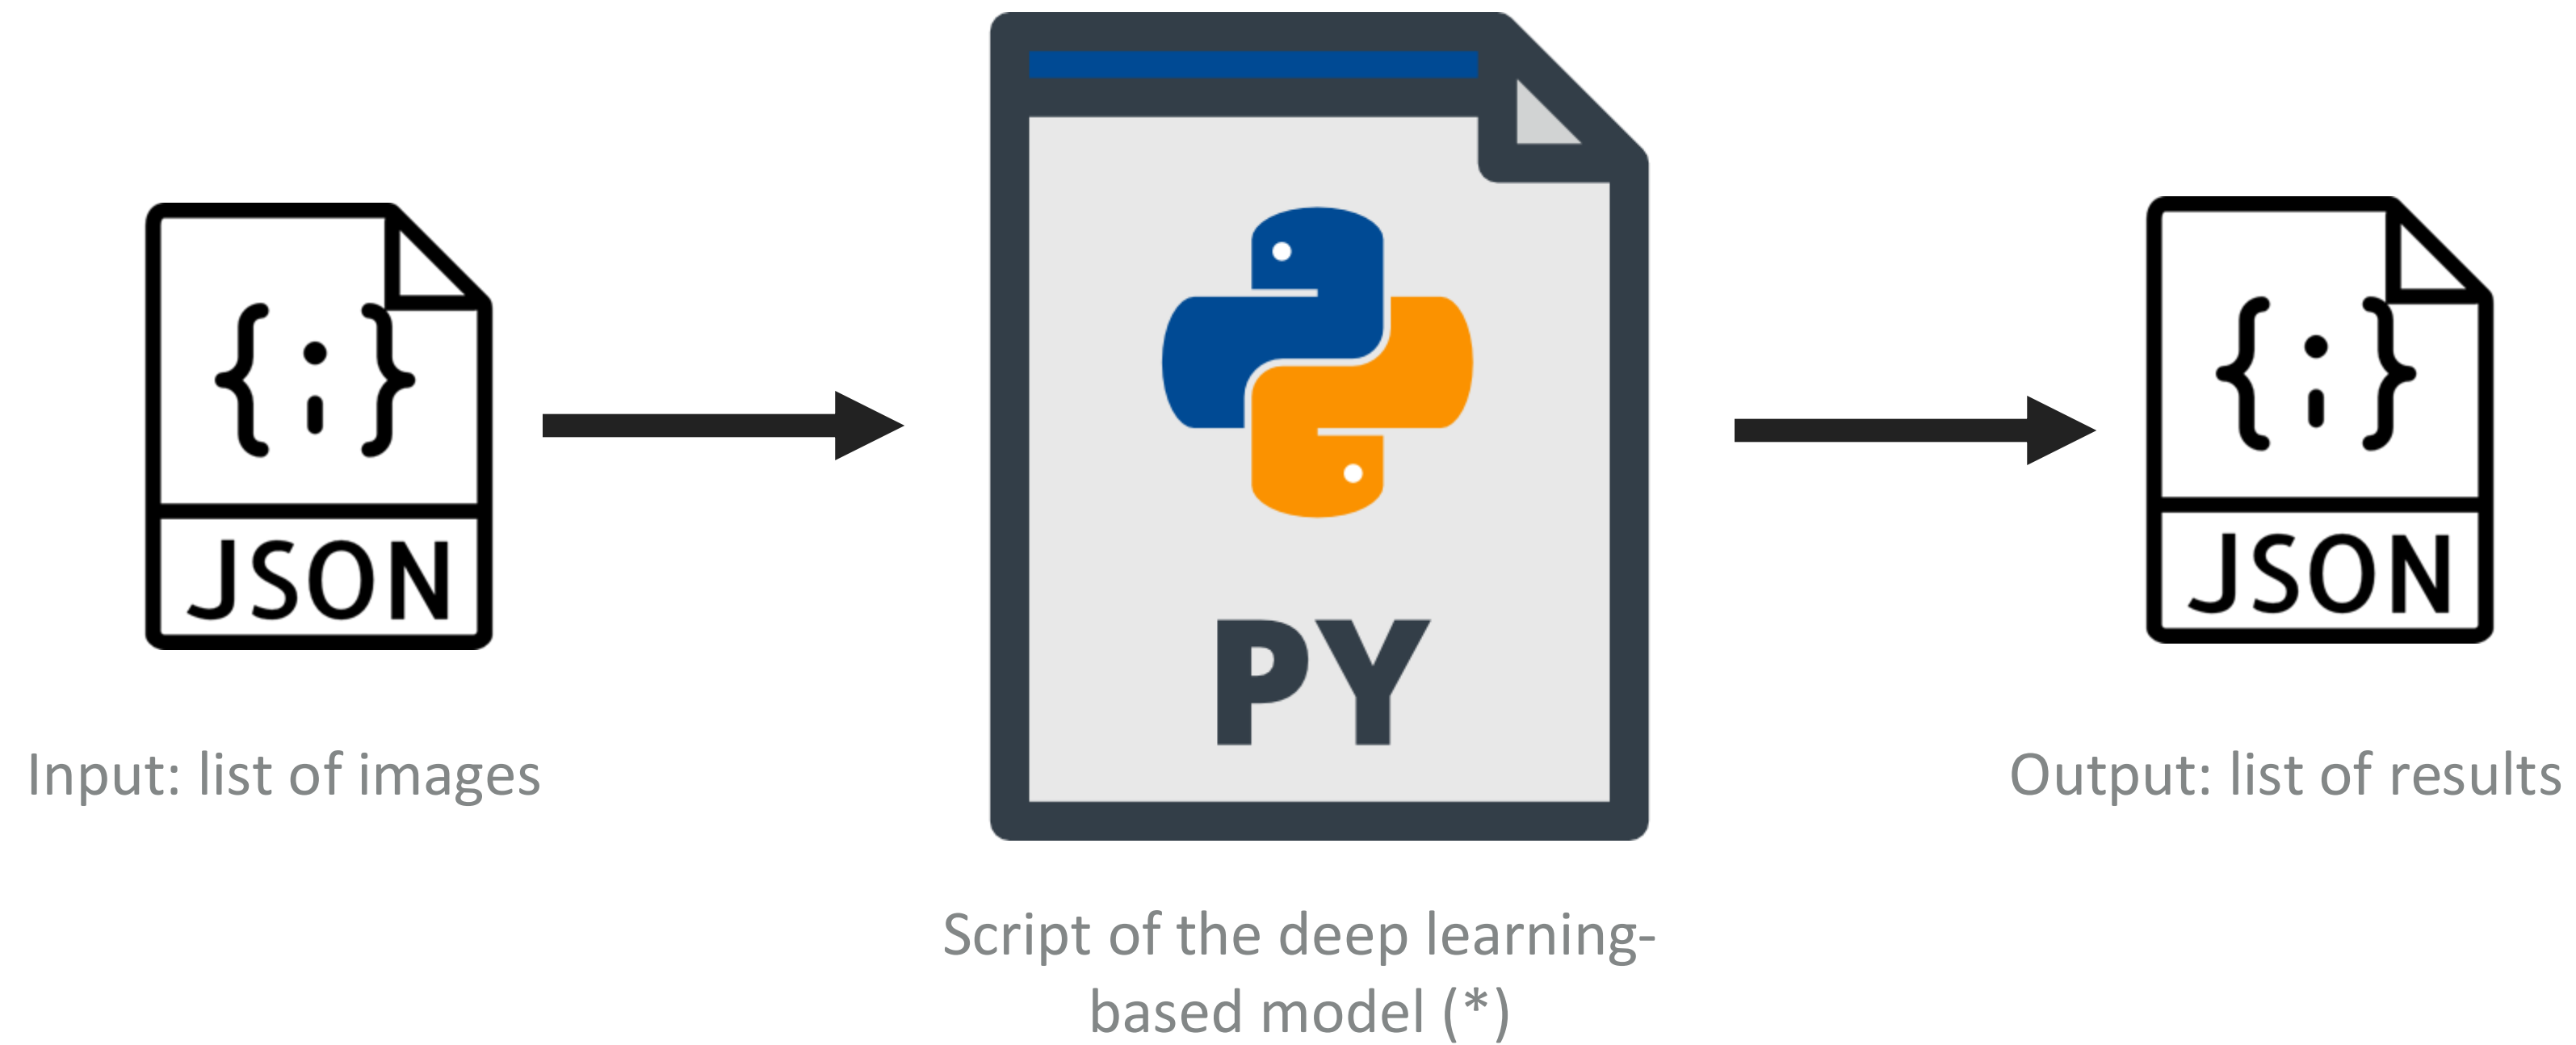 {;}
JSON
Input: list of images
PY
Script of the deep learning-
based model (*)
{;}
JSON
Output: list of results